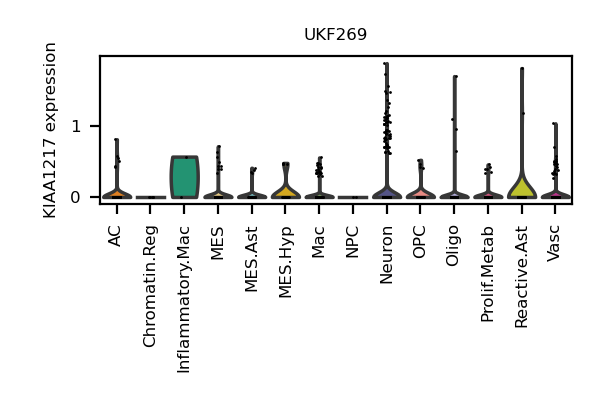 UKF269
KIAA1217 expression
1
0
AC
Chromatin.Reg
Inflammatory.Mac
MES
MES.Ast
MES.Hyp
Mac
NPC
Neuron
OPC
Oligo
Prolif.Metab
Reactive.Ast
Vasc